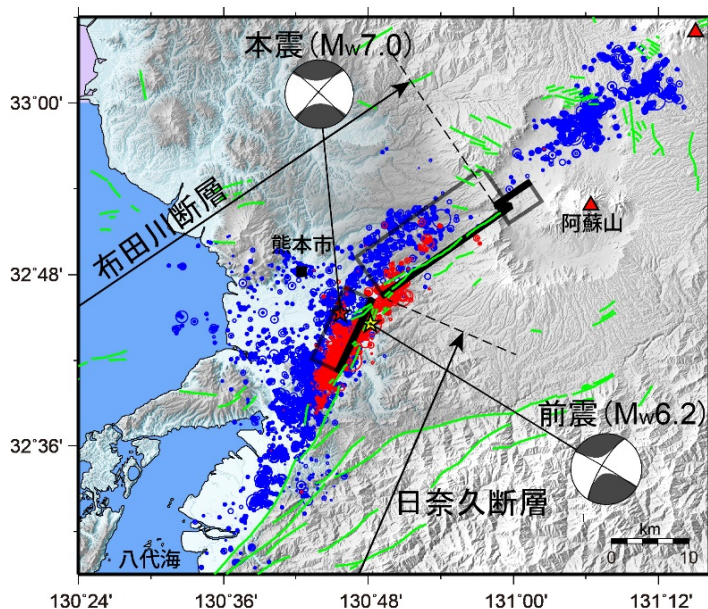 本震(Mw7.0)
33°00'
布田川断層
熊本市
阿蘇山
32°48'
前震(Mw6.2)
32°36'
日奈久断層
km
0 10
八代海
130°24' 130°36' 130°48' 131°00' 131°12'